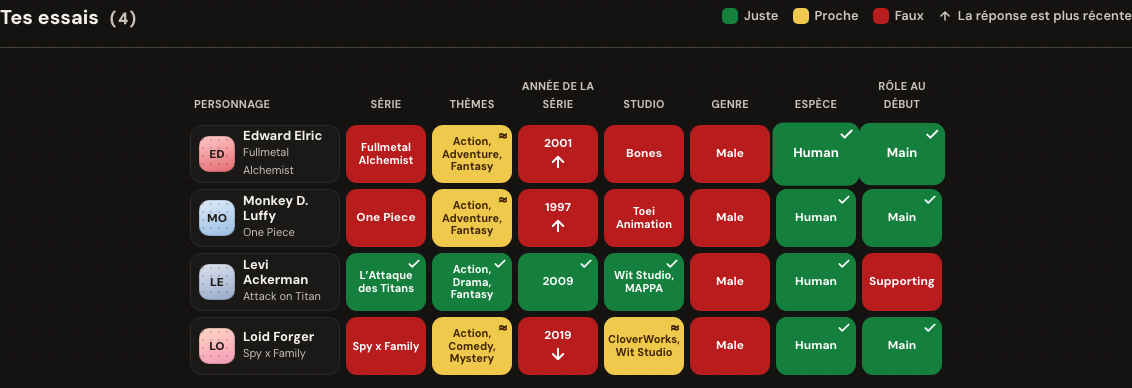 Tes essais (4)
Juste Proche Faux ↑ La réponse est plus récente
PERSONNAGE SÉRIE THÈMES ANNÉE DE LA SÉRIE STUDIO GENRE ESPÈCE RÔLE AU DÉBUT
ED Edward Elric
Fullmetal
Alchemist
Fullmetal
Alchemist
Action,
Adventure,
Fantasy
≈
2001
↑
Bones
Male
Human
Main
MO Monkey D.
Luffy
One Piece
One Piece
Action,
Adventure,
Fantasy
≈
1997
↑
Toei
Animation
Male
Human
Main
LE Levi
Ackerman
Attack on Titan
L'Attaque
des Titans
Action,
Drama,
Fantasy
2009
Wit Studio,
MAPPA
Male
Human
Supporting
LO Loid Forger
Spy x Family
Spy x Family
Action,
Comedy,
Mystery
≈
2019
↓
CloverWorks,
Wit Studio
≈
Male
Human
Main